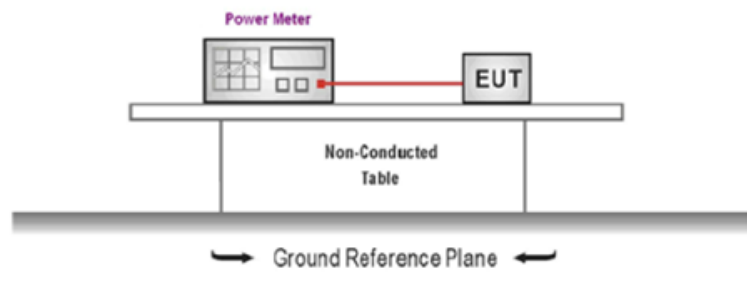 Power Meter
EUT
Non-Conducted
Table
Ground Reference Plane